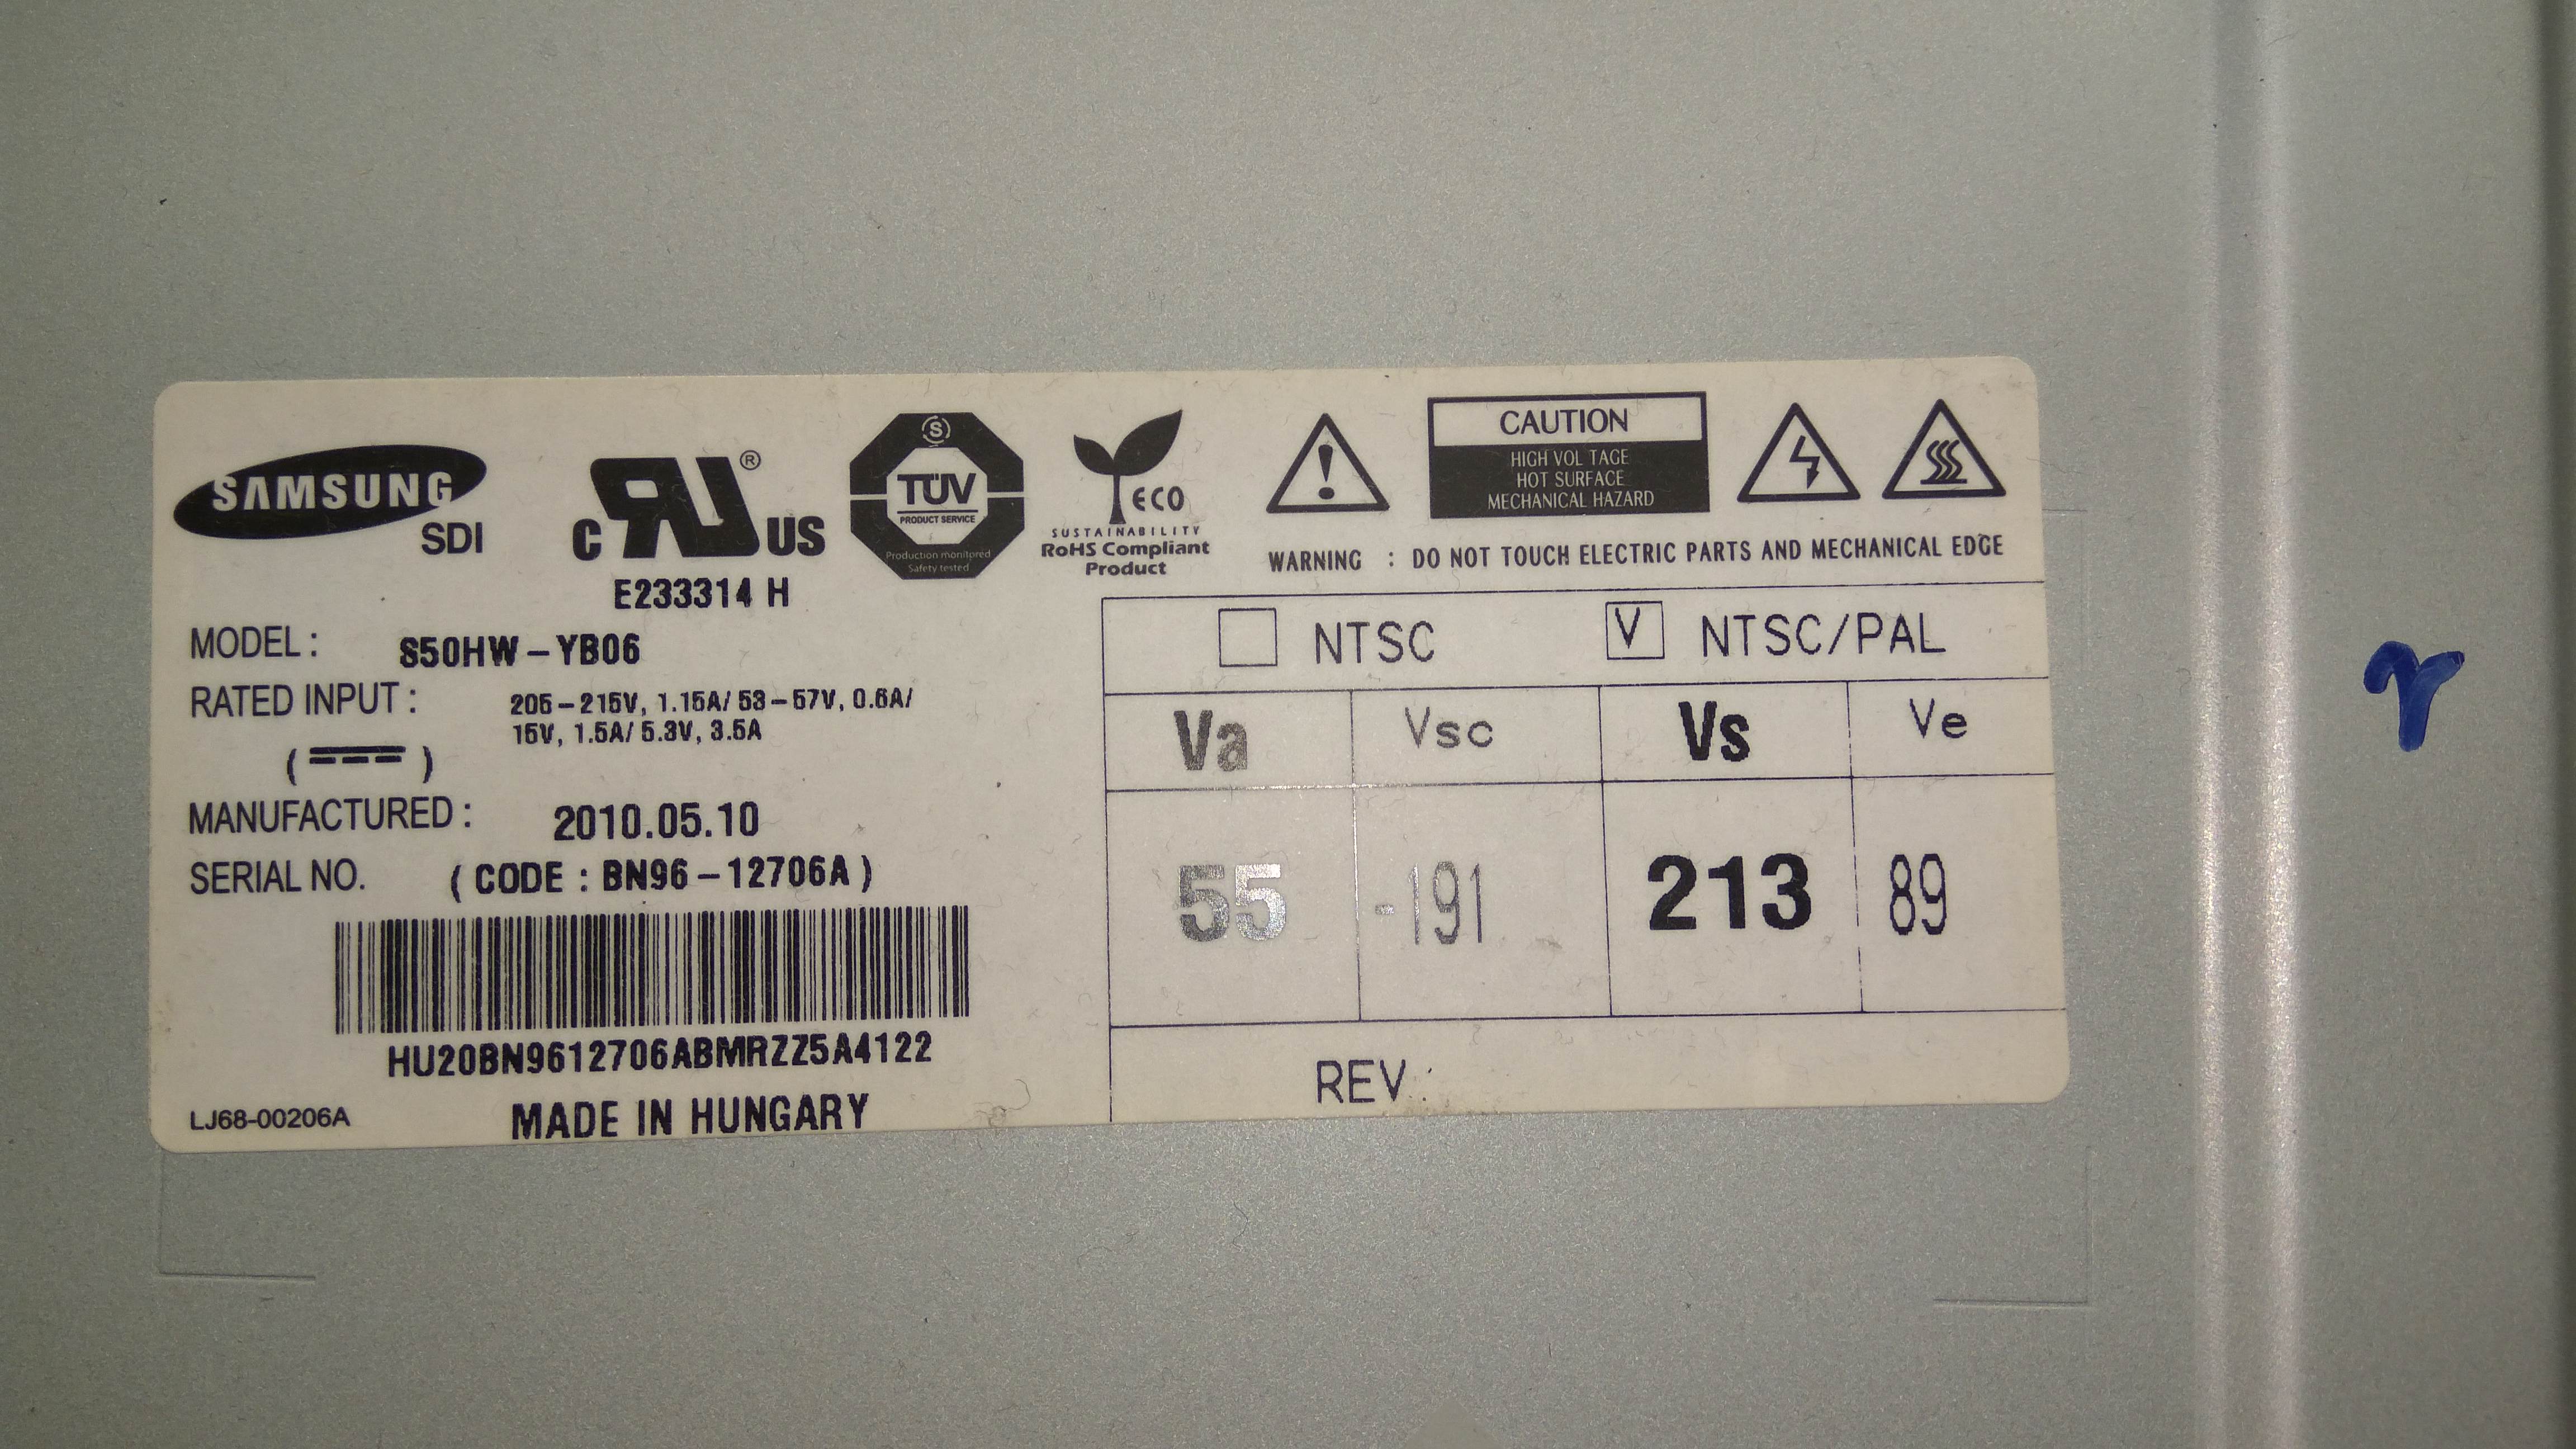 SAMSUNG
SDI
C RU ® US
E233314 H
S
TÜV
PRODUCT SERVICE
Production monitored
Safety tested
ECO
SUSTAINABILITY
RoHS Compliant
Product
CAUTION
HIGH VOL TAGE
HOT SURFACE
MECHANICAL HAZARD
WARNING : DO NOT TOUCH ELECTRIC PARTS AND MECHANICAL EDGE
MODEL : S50HW-YB06
RATED INPUT : 205-215V, 1.15A/ 53-57V, 0.6A/
15V, 1.5A/ 5.3V, 3.5A
( )
MANUFACTURED : 2010.05.10
SERIAL NO. ( CODE : BN96-12706A )
HU20BN9612706ABMRZZ5A4122
LJ68-00206A
MADE IN HUNGARY
NTSC V NTSC/PAL
Va Vsc Vs Ve
55 -191 213 89
REV. :